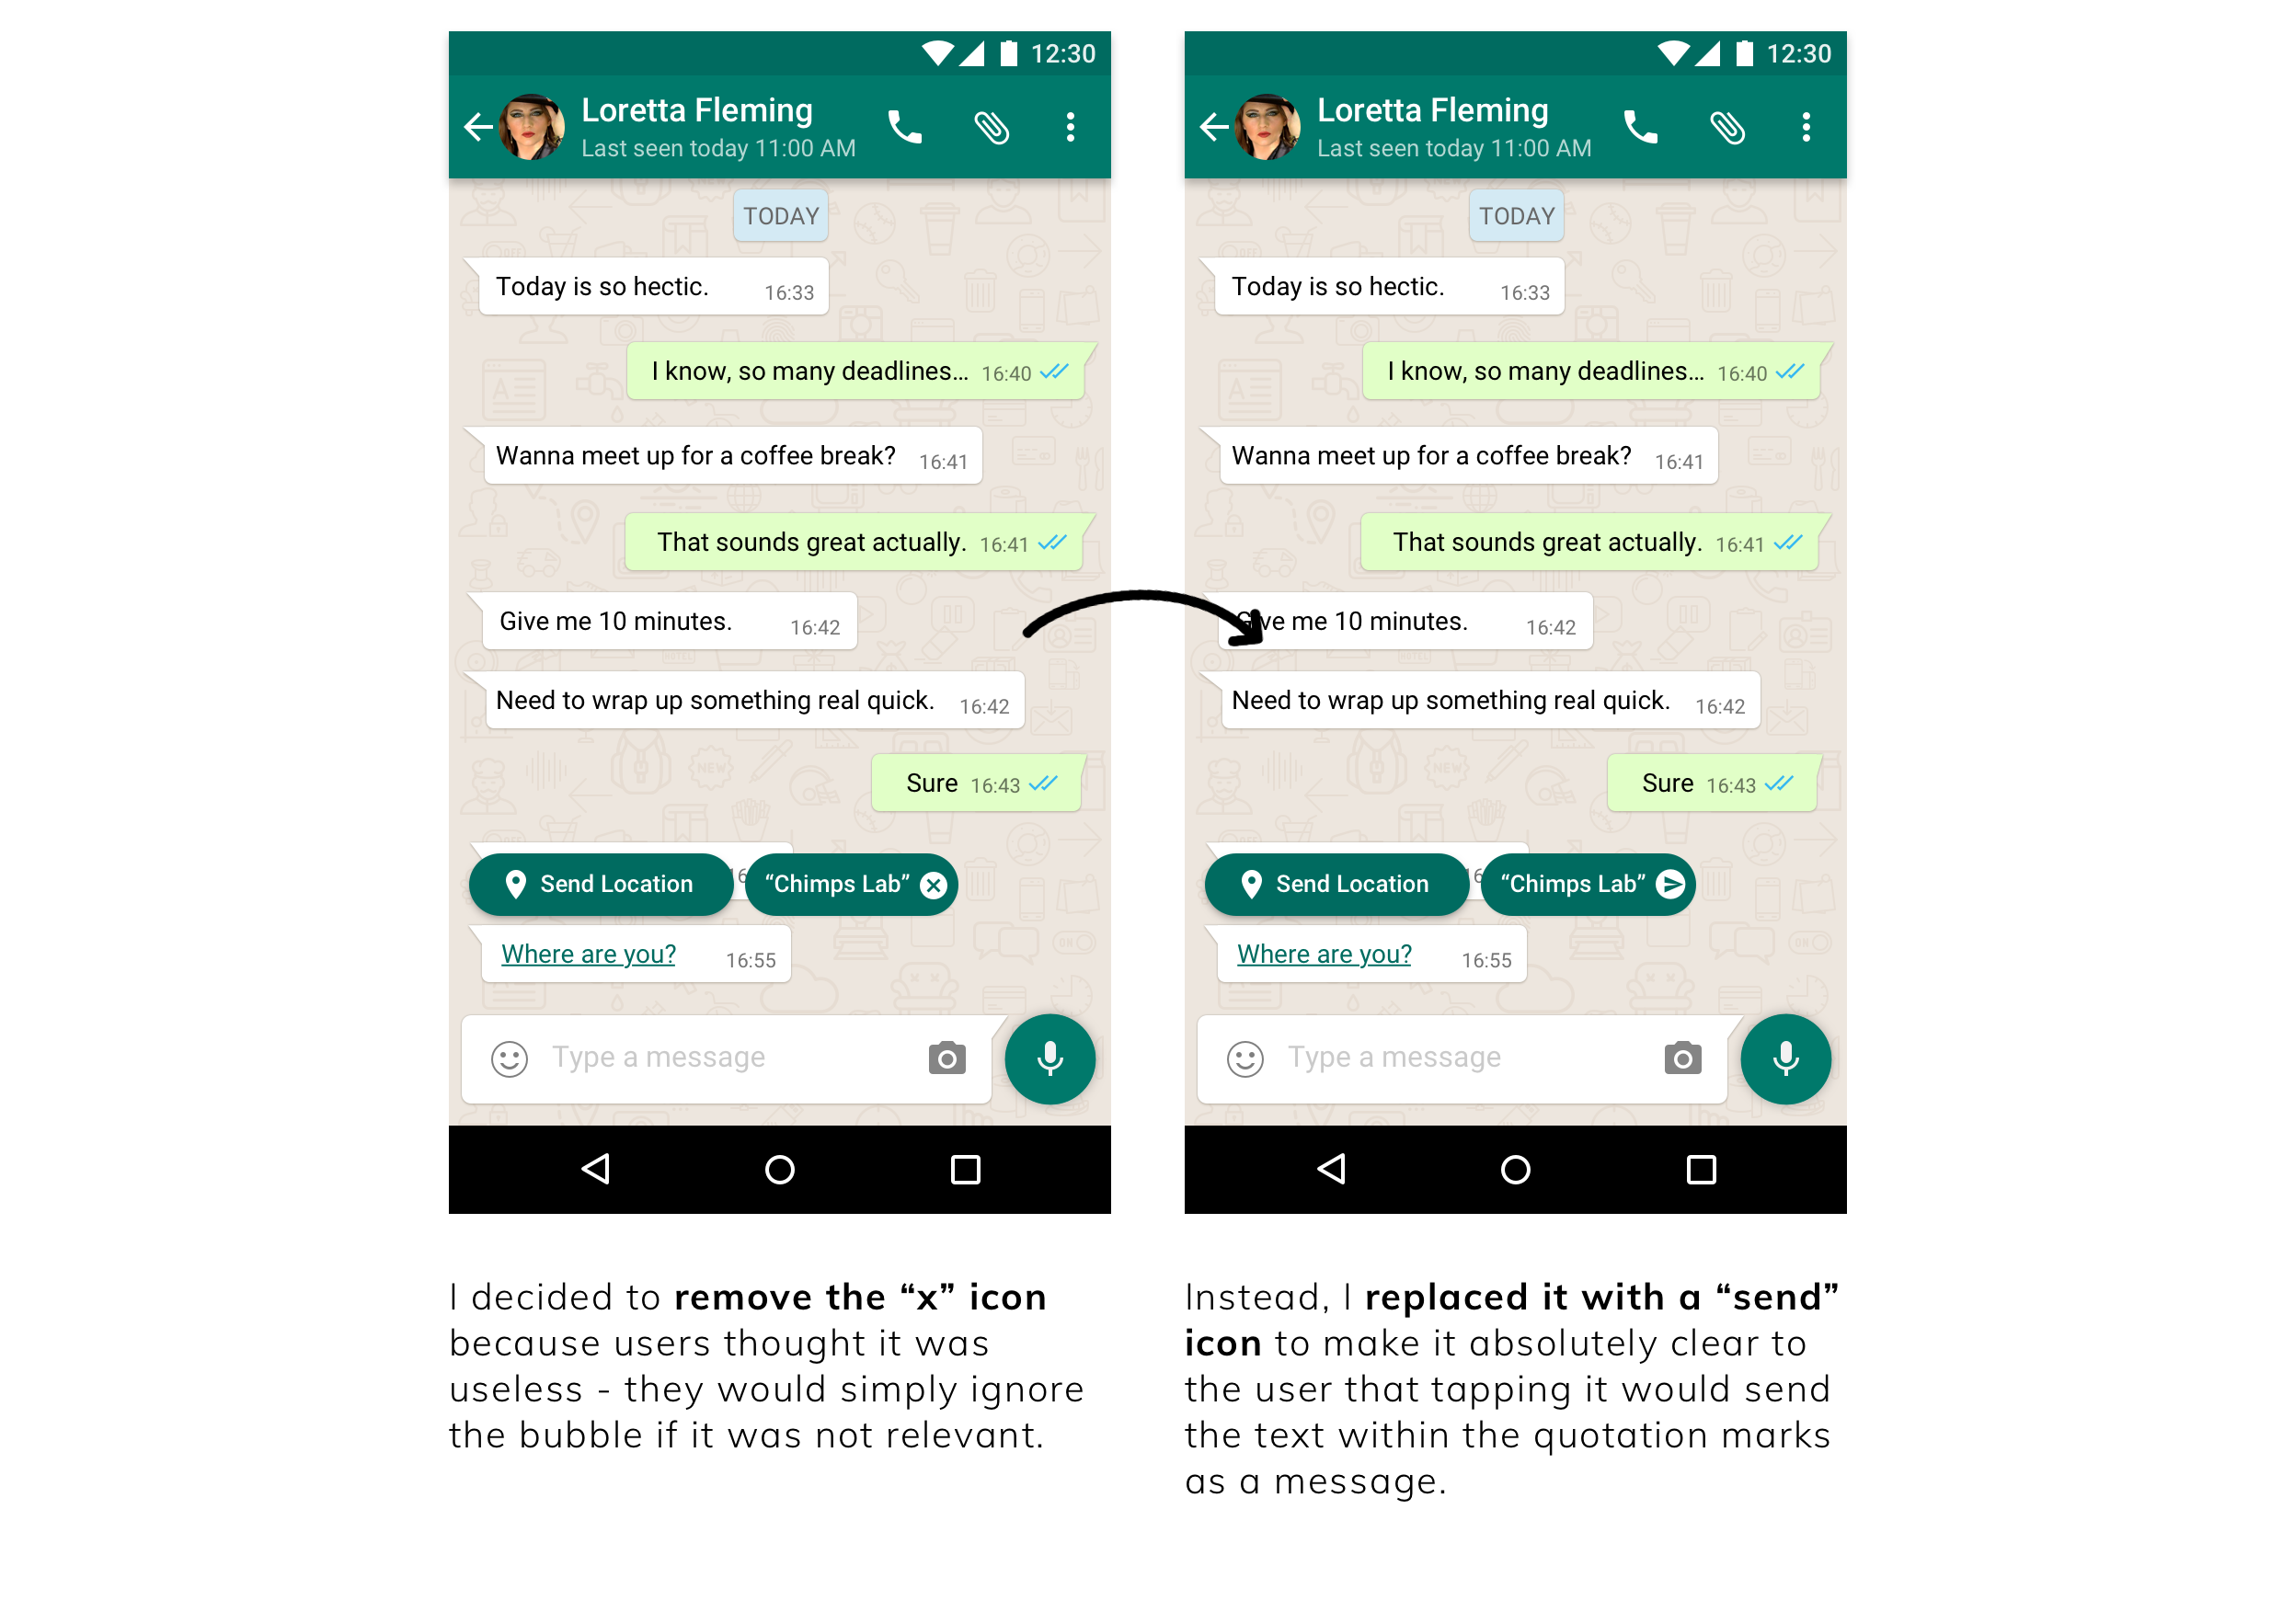 12:30
Loretta Fleming
Last seen today 11:00 AM
TODAY
Today is so hectic. 16:33
I know, so many deadlines... 16:40
Wanna meet up for a coffee break? 16:41
That sounds great actually. 16:41
Give me 10 minutes. 16:42
Need to wrap up something real quick. 16:42
Sure 16:43
Send Location
“Chimps Lab”
Where are you? 16:55
Type a message
I decided to remove the “x” icon
because users thought it was
useless - they would simply ignore
the bubble if it was not relevant.
12:30
Loretta Fleming
Last seen today 11:00 AM
TODAY
Today is so hectic. 16:33
I know, so many deadlines... 16:40
Wanna meet up for a coffee break? 16:41
That sounds great actually. 16:41
Give me 10 minutes. 16:42
Need to wrap up something real quick. 16:42
Sure 16:43
Send Location
“Chimps Lab”
Where are you? 16:55
Type a message
Instead, I replaced it with a “send”
icon to make it absolutely clear to
the user that tapping it would send
the text within the quotation marks
as a message.